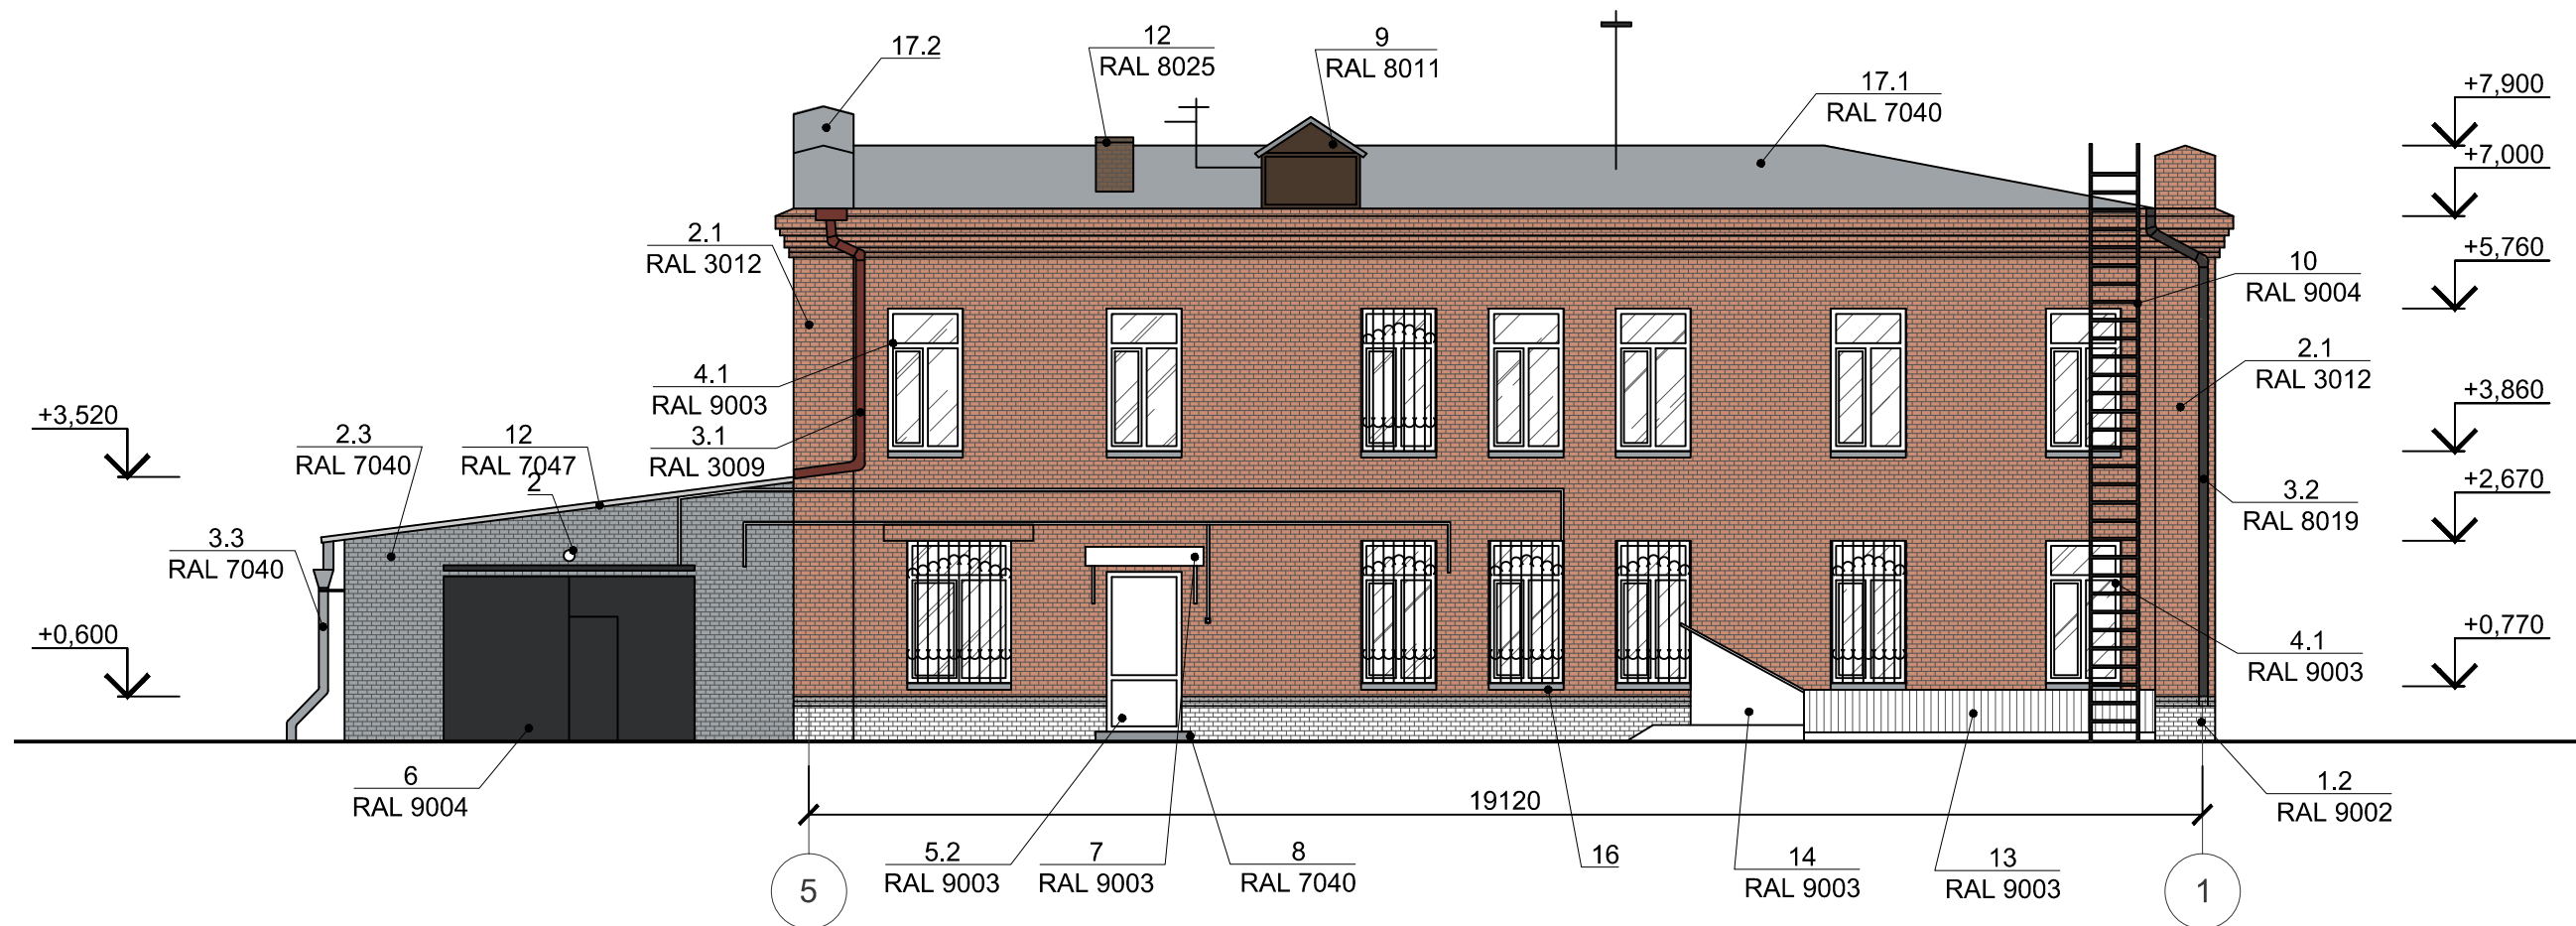 17.2
12
RAL 8025
9
RAL 8011
17.1
RAL 7040
+7,900
+7,000
+5,760
+3,860
+2,670
+0,770
2.1
RAL 3012
10
RAL 9004
2.1
RAL 3012
4.1
RAL 9003
3.1
RAL 3009
+3,520
2.3
RAL 7040
12
RAL 7047
2
3.2
RAL 8019
3.3
RAL 7040
+0,600
4.1
RAL 9003
6
RAL 9004
19120
1.2
RAL 9002
5.2
RAL 9003
7
RAL 9003
8
RAL 7040
16
14
RAL 9003
13
RAL 9003
5
1